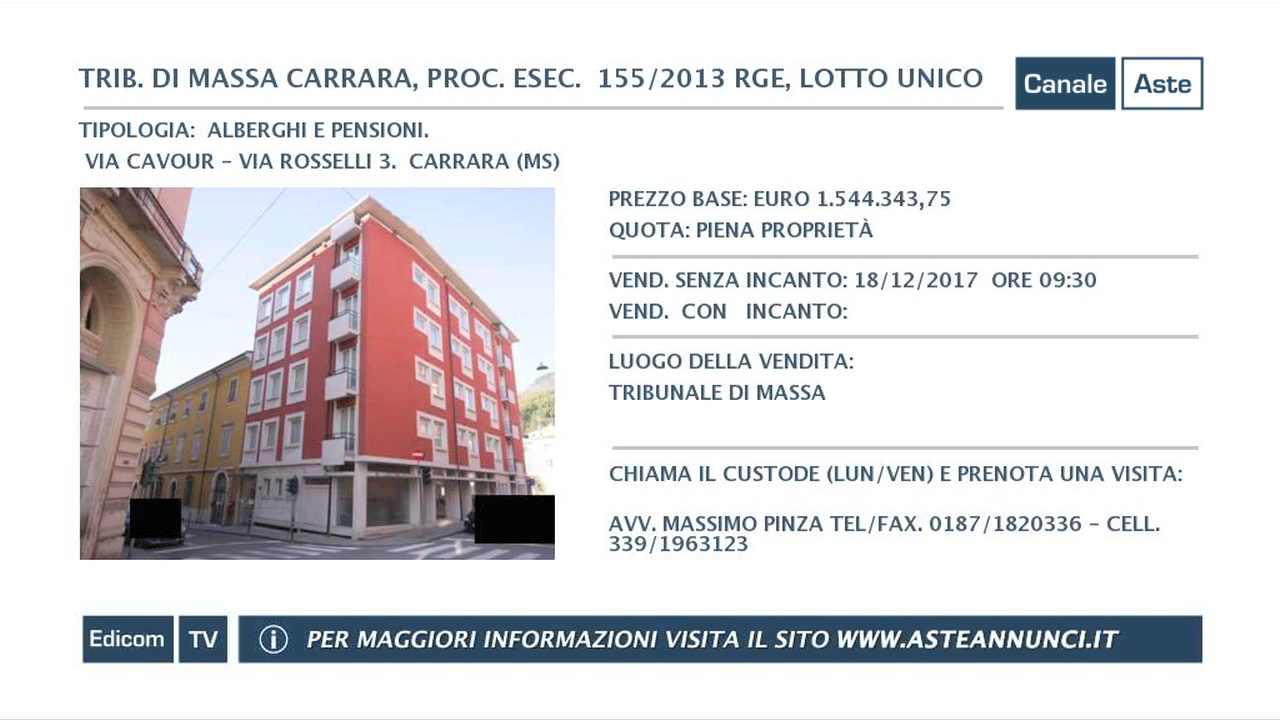 TRIB. DI MASSA CARRARA, PROC. ESEC. 155/2013 RGE, LOTTO UNICO
Canale Aste
TIPOLOGIA: ALBERGHI E PENSIONI.
VIA CAVOUR – VIA ROSSELLI 3. CARRARA (MS)
PREZZO BASE: EURO 1.544.343,75
QUOTA: PIENA PROPRIETÀ
VEND. SENZA INCANTO: 18/12/2017 ORE 09:30
VEND. CON INCANTO:
LUOGO DELLA VENDITA:
TRIBUNALE DI MASSA
CHIAMA IL CUSTODE (LUN/VEN) E PRENOTA UNA VISITA:
AVV. MASSIMO PINZA TEL/FAX. 0187/1820336 – CELL.
339/1963123
Edicom TV
PER MAGGIORI INFORMAZIONI VISITA IL SITO WWW.ASTEANNUNCI.IT